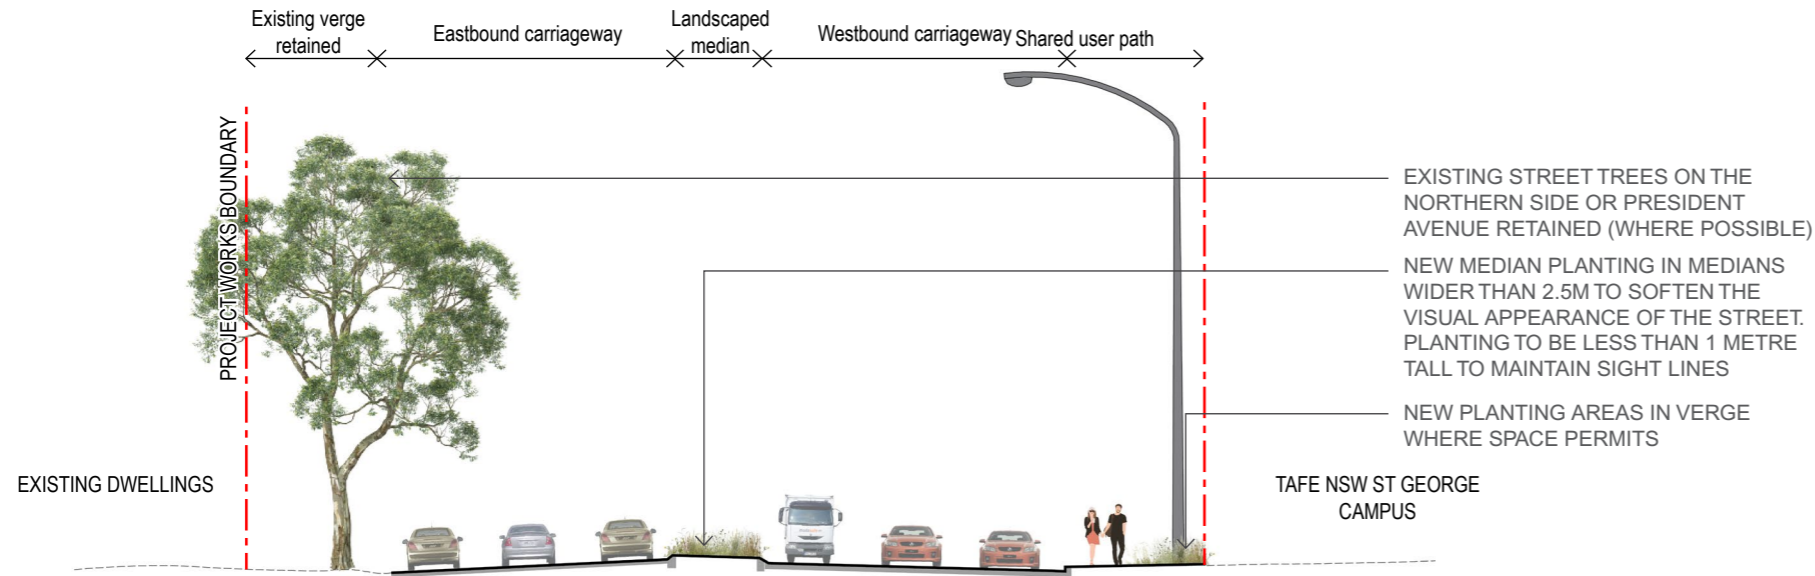 Existing verge
retained
Eastbound carriageway
Landscaped
median
Westbound carriageway
Shared user path
PROJECT WORKS BOUNDARY
EXISTING STREET TREES ON THE
NORTHERN SIDE OR PRESIDENT
AVENUE RETAINED (WHERE POSSIBLE)
NEW MEDIAN PLANTING IN MEDIANS
WIDER THAN 2.5M TO SOFTEN THE
VISUAL APPEARANCE OF THE STREET.
PLANTING TO BE LESS THAN 1 METRE
TALL TO MAINTAIN SIGHT LINES
NEW PLANTING AREAS IN VERGE
WHERE SPACE PERMITS
EXISTING DWELLINGS
TAFE NSW ST GEORGE
CAMPUS